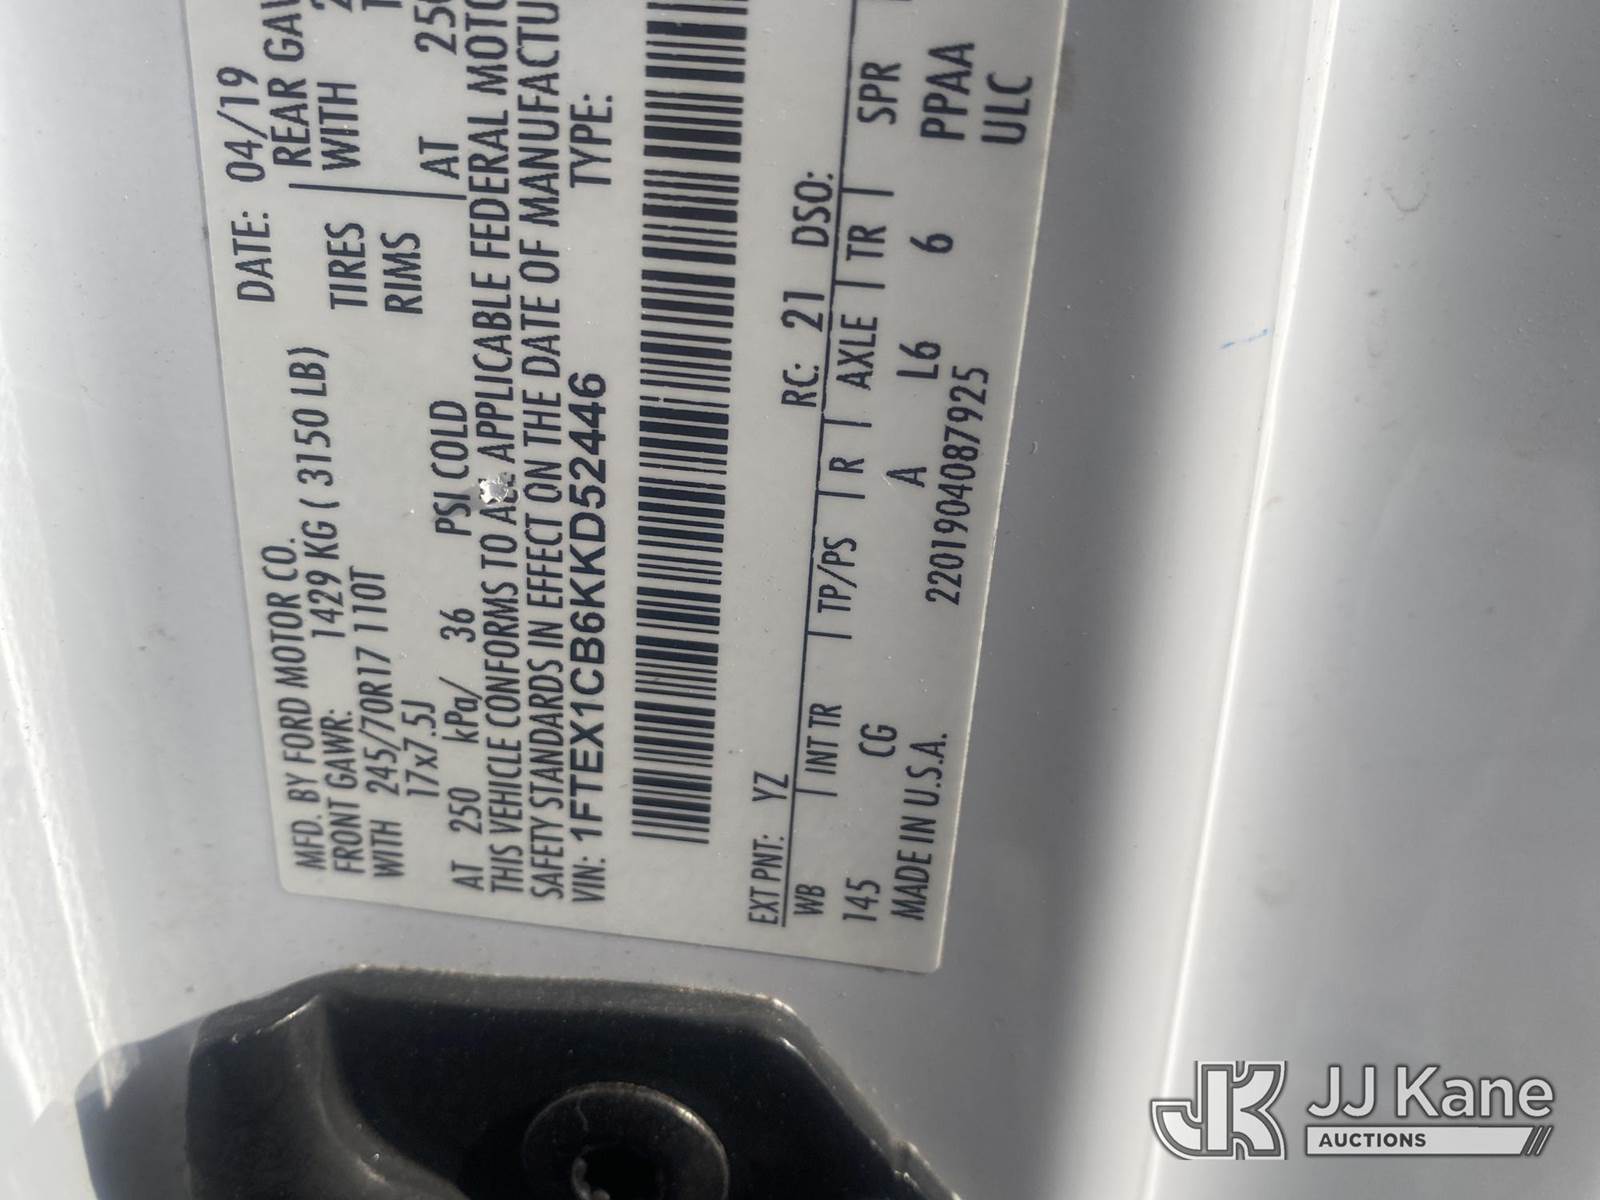 MFD. BY FORD MOTOR CO.
DATE: 04/19
FRONT GAWR: 1429 KG ( 3150 LB)
REAR
WITH 245/70R17 110T
TIRES
WITH
17x7.5J
RIMS
AT 250 kPa/ 36 PSI COLD
AT
THIS VEHICLE CONFORMS TO ALL APPLICABLE FEDERAL
SAFETY STANDARDS IN EFFECT ON THE DATE OF
VIN: 1FTEX1CB6KKD52446
TYPE:
EXT PNT: YZ
RC: 21 DSO:
WB | INT TR | TP/PS | R | AXLE | TR | SPR
145 CG A L6 6 PPAA
MADE IN U.S.A. 2201904087925 ULC
JK JJ Kane
AUCTIONS